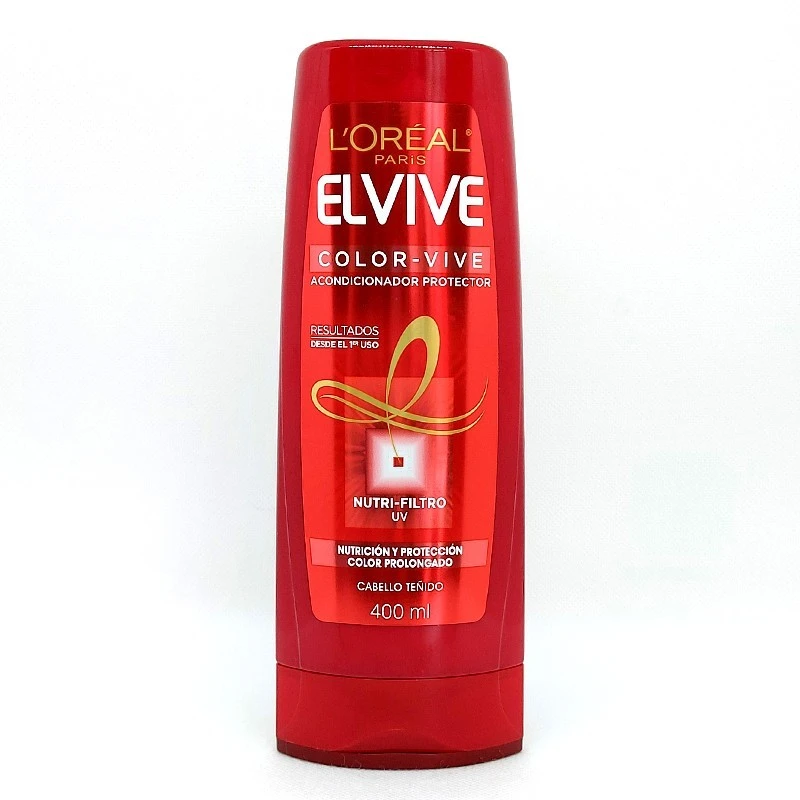 L'ORÉAL®
PARIS
ELVIVE
COLOR-VIVE
ACONDICIONADOR PROTECTOR
RESULTADOS
DESDE EL 1ER USO
NUTRI-FILTRO
UV
NUTRICIÓN Y PROTECCIÓN
COLOR PROLONGADO
CABELLO TEÑIDO
400 ml